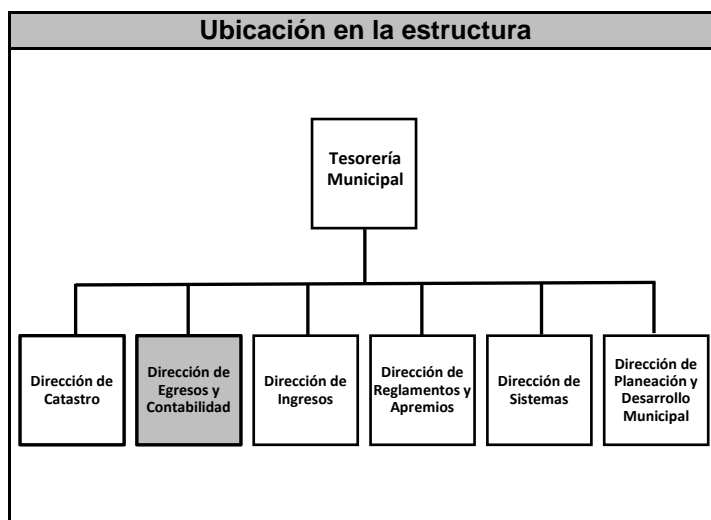 Ubicación en la estructura
Tesorería
Municipal
Dirección de
Catastro
Dirección de
Egresos y
Contabilidad
Dirección de
Ingresos
Dirección de
Reglamentos y
Apremios
Dirección de
Sistemas
Dirección de
Planeación y
Desarrollo
Municipal